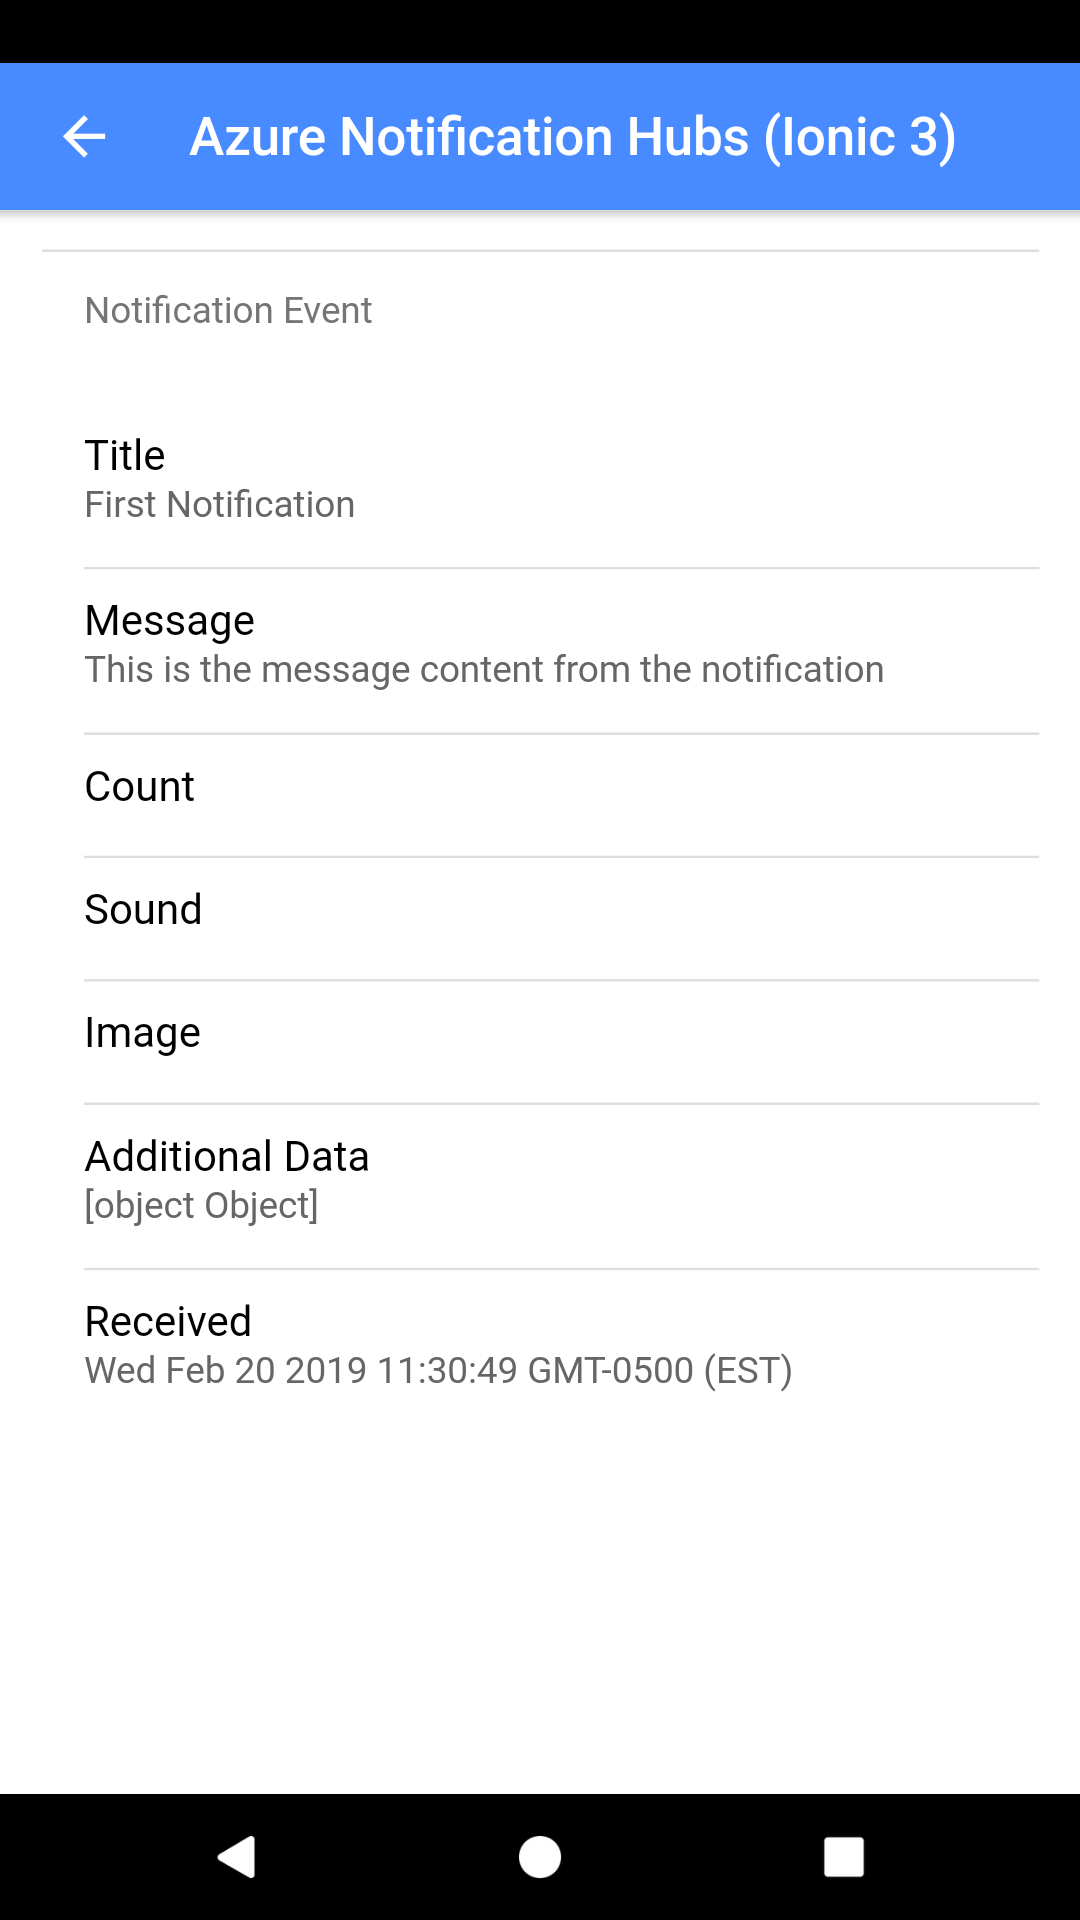 Azure Notification Hubs (Ionic 3)
Notification Event
Title
First Notification
Message
This is the message content from the notification
Count
Sound
Image
Additional Data
[object Object]
Received
Wed Feb 20 2019 11:30:49 GMT-0500 (EST)